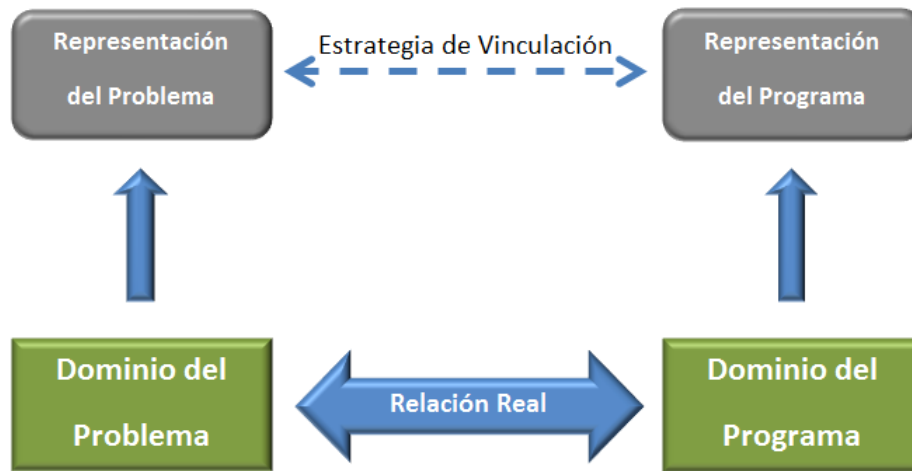 Representación
del Problema
Estrategia de Vinculación
Representación
del Programa
Dominio del
Problema
Relación Real
Dominio del
Programa